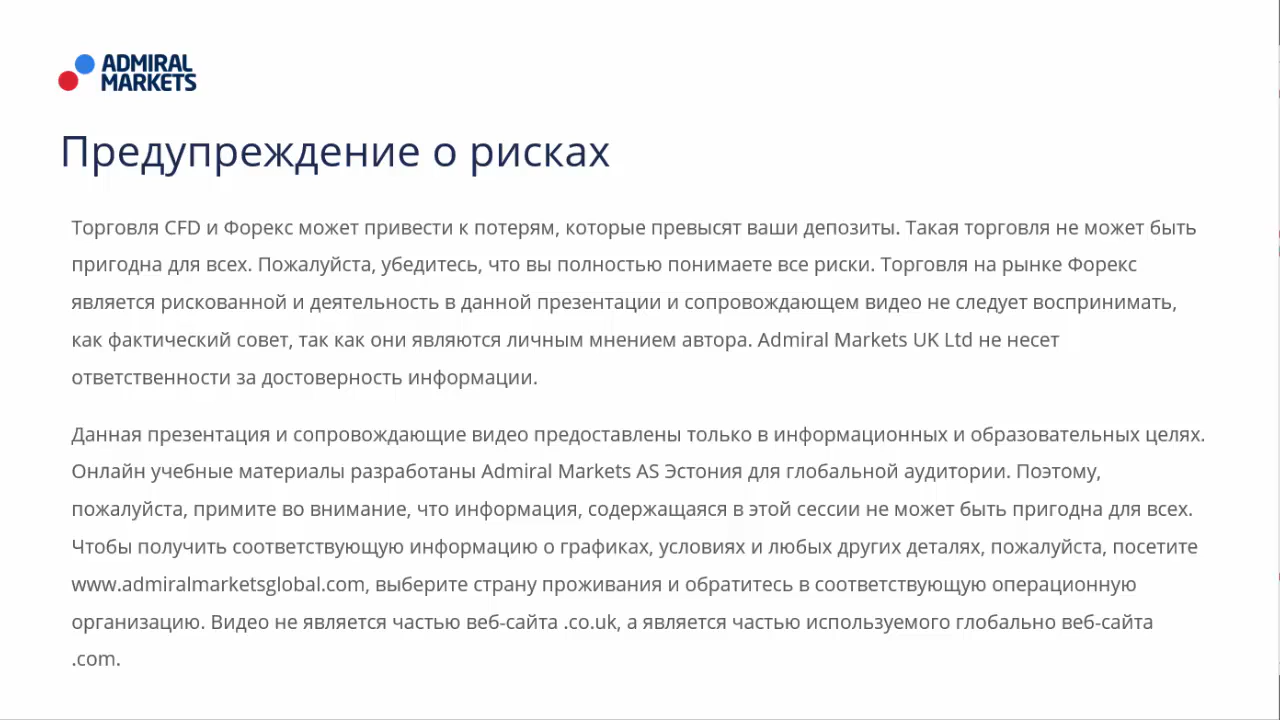 ADMIRAL
MARKETS
Предупреждение о рисках
Торговля CFD и Форекс может привести к потерям, которые превысят ваши депозиты. Такая торговля не может быть
пригодна для всех. Пожалуйста, убедитесь, что вы полностью понимаете все риски. Торговля на рынке Форекс
является рискованной и деятельность в данной презентации и сопровождающем видео не следует воспринимать,
как фактический совет, так как они являются личным мнением автора. Admiral Markets UK Ltd не несет
ответственности за достоверность информации.
Данная презентация и сопровождающие видео предоставлены только в информационных и образовательных целях.
Онлайн учебные материалы разработаны Admiral Markets AS Эстония для глобальной аудитории. Поэтому,
пожалуйста, примите во внимание, что информация, содержащаяся в этой сессии не может быть пригодна для всех.
Чтобы получить соответствующую информацию о графиках, условиях и любых других деталях, пожалуйста, посетите
www.admiralmarketsglobal.com, выберите страну проживания и обратитесь в соответствующую операционную
организацию. Видео не является частью веб-сайта .co.uk, а является частью используемого глобально веб-сайта
.com.